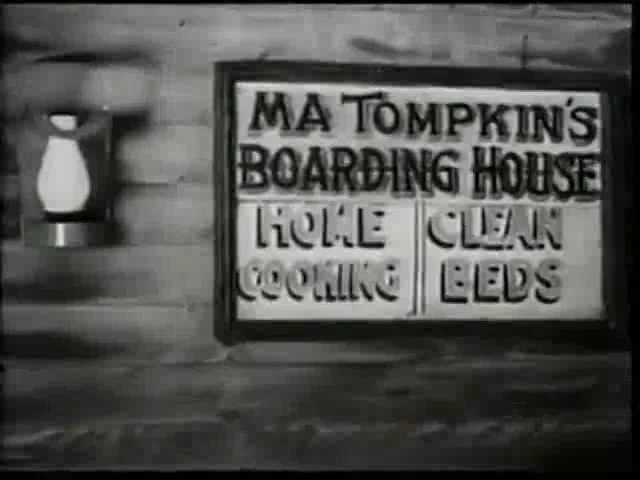 MA TOMPKIN'S
BOARDING HOUSE
HOME
COOKING
CLEAN
BEDS